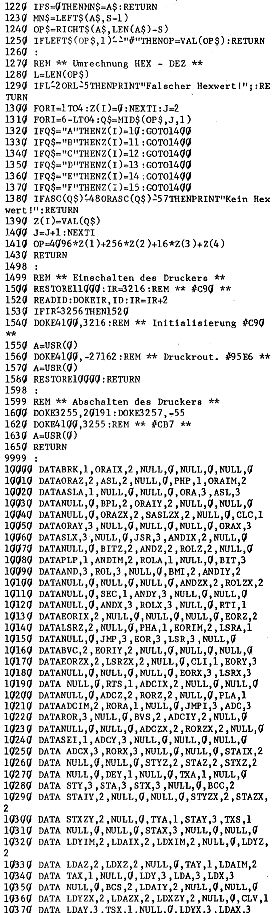 1220 IFS=0THENMN$=A$:RETURN
1230 MN$=LEFT$(A$,S-1)
1240 OP$=RIGHT$(A$,LEN(A$)-S)
1250 IFLEFT$(OP$,1)<>"#"THENOP=VAL(OP$):RETURN
1260 :
1270 REM ** Umrechnung HEX - DEZ **
1280 L=LEN(OP$)
1290 IFL<2ORL>5THENPRINT"Falscher Hexwert!";:RE
TURN
1300 FORI=1TO4:Z(I)=0:NEXTI:J=2
1310 FORI=6-LTO4:Q$=MID$(OP$,J,1)
1320 IFQ$="A"THENZ(I)=10:GOTO1400
1330 IFQ$="B"THENZ(I)=11:GOTO1400
1340 IFQ$="C"THENZ(I)=12:GOTO1400
1350 IFQ$="D"THENZ(I)=13:GOTO1400
1360 IFQ$="E"THENZ(I)=14:GOTO1400
1370 IFQ$="F"THENZ(I)=15:GOTO1400
1380 IFASC(Q$)<48ORASC(Q$)>57THENPRINT"Kein Hex
wert!":RETURN
1390 Z(I)=VAL(Q$)
1400 J=J+1:NEXTI
1410 OP=4096*Z(1)+256*Z(2)+16*Z(3)+Z(4)
1430 RETURN
1498 :
1499 REM ** Einschalten des Druckers **
1500 RESTORE11000:IR=3216:REM ** #C90 **
1520 READID:DOKEIR,ID:IR=IR+2
1530 IFIR<3256THEN1520
1540 DOKE4100,3216:REM ** Initialisierung #C90
**
1550 A=USR(0)
1560 DOKE4100,-27162:REM ** Druckrout. #95E6 **
1570 A=USR(0)
1580 RESTORE10000:RETURN
1598 :
1599 REM ** Abschalten des Druckers **
1600 DOKE3255,20191:DOKE3257,-55
1620 DOKE4100,3255:REM ** #CB7 **
1630 A=USR(0)
1650 RETURN
9999 :
10000 DATABRK,1,ORAIX,2,NULL,0,NULL,0,NULL,0
10010 DATAORAZ,2,ASL,2,NULL,0,PHP,1,ORAIM,2
10020 DATAASLA,1,NULL,0,NULL,0,ORA,3,ASL,3
10030 DATANULL,0,BPL,2,ORAIY,2,NULL,0,NULL,0
10040 DATANULL,0,ORAZX,2,SASLZX,2,NULL,0,CLC,1
10050 DATAORAY,3,NULL,0,NULL,0,NULL,0,ORAX,3
10060 DATASLX,3,NULL,0,JSR,3,ANDIX,2,NULL,0
10070 DATANULL,0,BITZ,2,ANDZ,2,ROLZ,2,NULL,0
10080 DATAPLP,1,ANDIM,2,ROLA,1,NULL,0,BIT,3
10090 DATAAND,3,ROL,3,NULL,0,BMI,2,ANDIY,2
10100 DATANULL,0,NULL,0,NULL,0,ANDZX,2,ROLZX,2
10110 DATANULL,0,SEC,1,ANDY,3,NULL,0,NULL,0
10120 DATANULL,0,ANDX,3,ROLX,3,NULL,0,RTI,1
10130 DATAEORIX,2,NULL,0,NULL,0,NULL,0,EORZ,2
10140 DATALSRZ,2,NULL,0,PHA,1,EORIM,2,LSRA,1
10150 DATANULL,0,JMP,3,EOR,3,LSR,3,NULL,0
10160 DATABVC,2,EORIY,2,NULL,0,NULL,0,NULL,0
10170 DATAEORZX,2,LSRZX,2,NULL,0,CLI,1,EORY,3
10180 DATANULL,0,NULL,0,NULL,0,EORX,3,LSRX,3
10190 DATA NULL,0,RTS,1,ADCIX,2,NULL,0,NULL,0
10200 DATANULL,0,ADCZ,2,RORZ,2,NULL,0,PLA,1
10210 DATAADCIM,2,RORA,1,NULL,0,JMPI,3,ADC,3
10220 DATAROR,3,NULL,0,BVS,2,ADCIY,2,NULL,0
10230 DATANULL,0,NULL,0,ADCZX,2,RORZX,2,NULL,0
10240 DATASEI,1,ADCY,3,NULL,0,NULL,0,NULL,0
10250 DATA ADCX,3,RORX,3,NULL,0,NULL,0,STAIX,2
10260 DATA NULL,0,NULL,0,STYZ,2,STAZ,2,STXZ,2
10270 DATA NULL,0,DEY,1,NULL,0,TXA,1,NULL,0
10280 DATA STY,3,STA,3,STX,3,NULL,0,BCC,2
10290 DATA STAIY,2,NULL,0,NULL,0,STYZX,2,STAZX,
2
10300 DATA STXZY,2,NULL,0,TYA,1,STAY,3,TXS,1
10310 DATA NULL,0,NULL,0,STAX,3,NULL,0,NULL,0
10320 DATA LDYIM,2,LDAIX,2,LDXIM,2,NULL,0,LDYZ,
2
10330 DATA LDAZ,2,LDXZ,2,NULL,0,TAY,1,LDAIM,2
10340 DATA TAX,1,NULL,0,LDY,3,LDA,3,LDX,3
10350 DATA NULL,0,BCS,2,LDAIY,2,NULL,0,NULL,0
10360 DATA LDYZX,2,LDAZX,2,LDXZY,2,NULL,0,CLV,1
10370 DATA LDAY,3,TSX,1,NULL,0,LDYX,3,LDAX,3